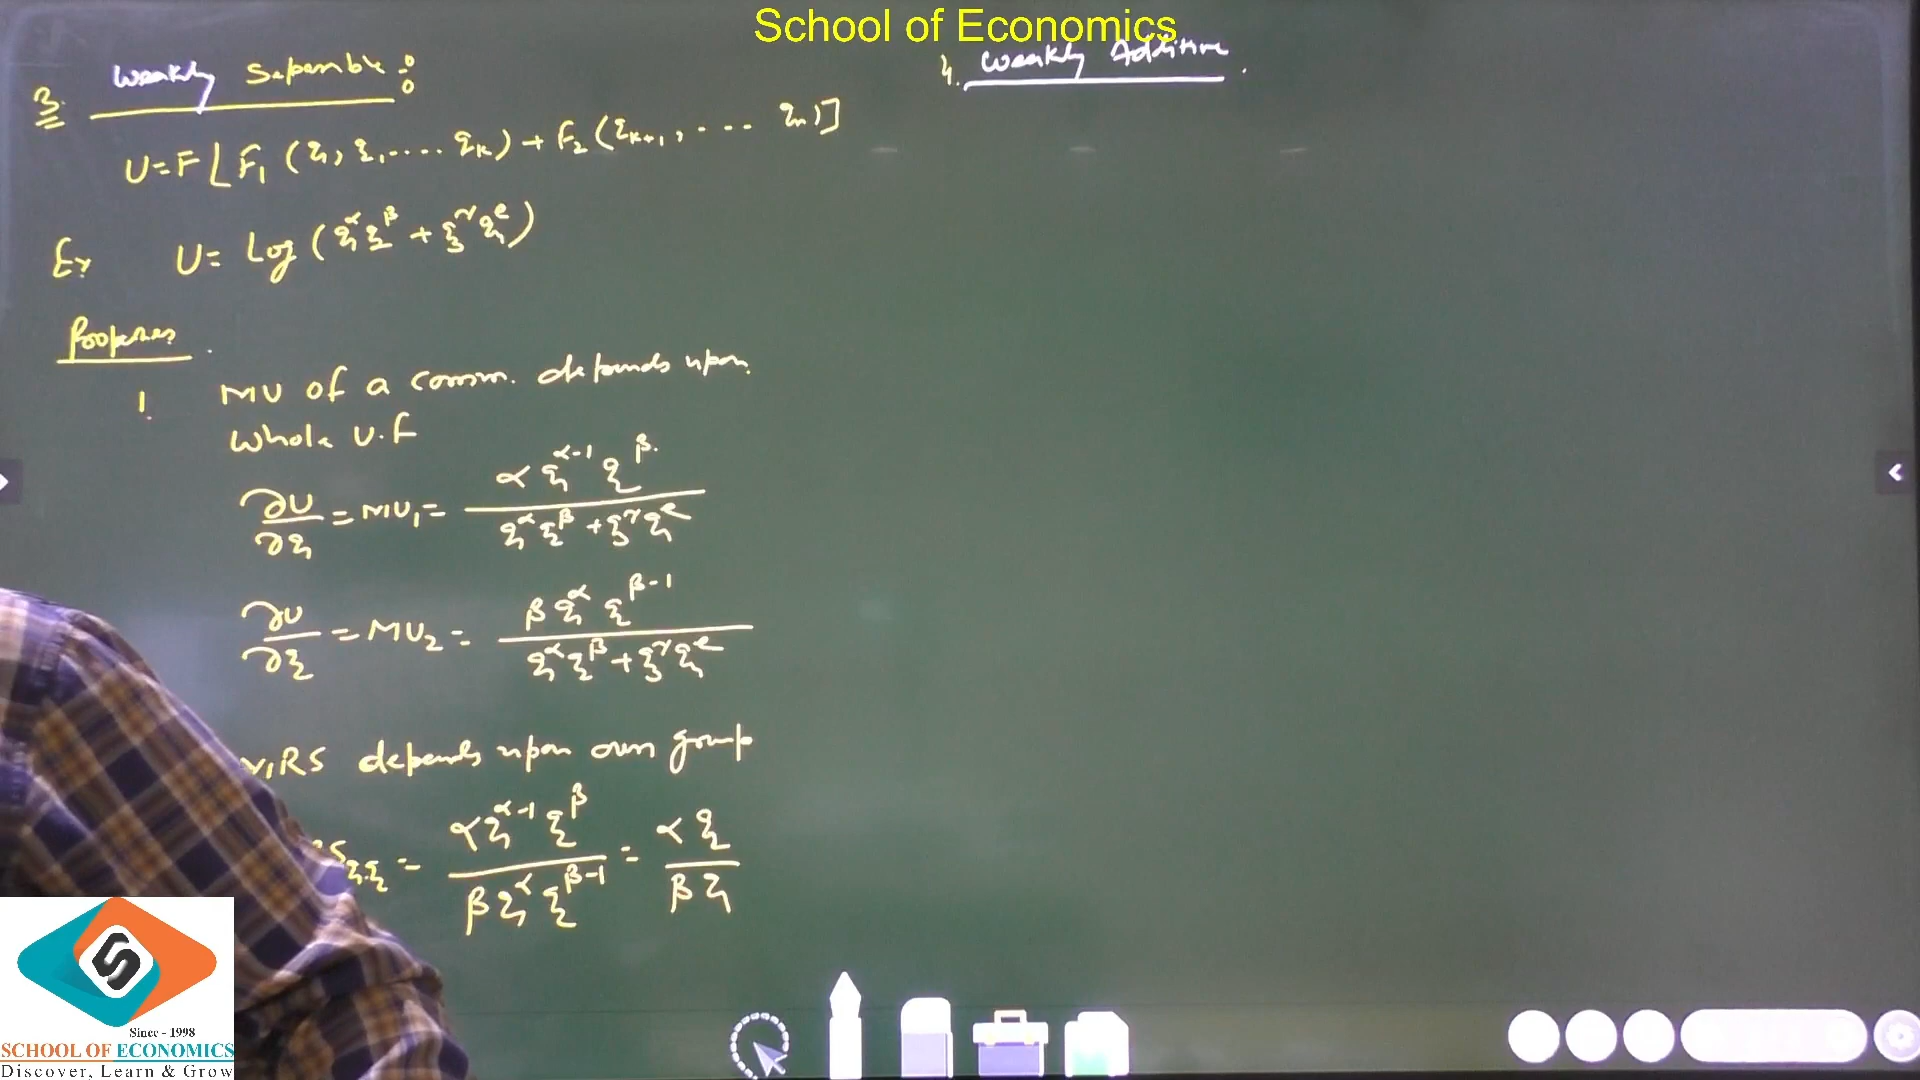 School of Economics
3. Weakly Separable :
U = F [F₁ (q₁, q₂, .... qₖ) + F₂ (qₖ₊₁, .... qₙ)]
Ex U = Log (q₁^α q₂^β + q₃^γ q₄^e)
Properties
1. MU of a comm. depends upon
whole U.F
∂U/∂q₁ = MU₁ = α q₁^(α-1) q₂^β / (q₁^α q₂^β + q₃^γ q₄^e)
∂U/∂q₂ = MU₂ = β q₁^α q₂^(β-1) / (q₁^α q₂^β + q₃^γ q₄^e)
MRS depends upon own group
RS q₁q₂ = α q₁^(α-1) q₂^β / (β q₁^α q₂^(β-1)) = α q₂ / (β q₁)
4. Weakly Additive
S
Since - 1998
SCHOOL OF ECONOMICS
Discover, Learn & Grow